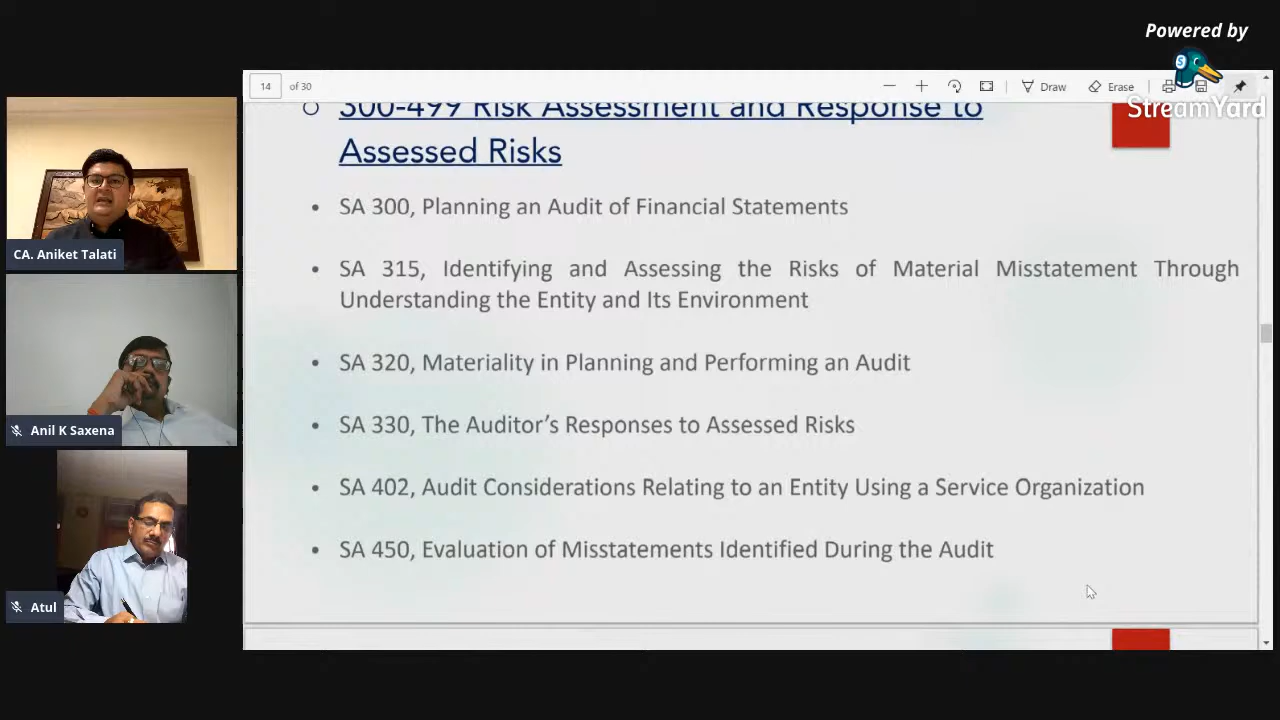 Powered by
StreamYard
14 of 30
Draw
Erase
300-499 Risk Assessment and Response to
Assessed Risks
• SA 300, Planning an Audit of Financial Statements
• SA 315, Identifying and Assessing the Risks of Material Misstatement Through
Understanding the Entity and Its Environment
• SA 320, Materiality in Planning and Performing an Audit
• SA 330, The Auditor’s Responses to Assessed Risks
• SA 402, Audit Considerations Relating to an Entity Using a Service Organization
• SA 450, Evaluation of Misstatements Identified During the Audit
CA. Aniket Talati
Anil K Saxena
Atul